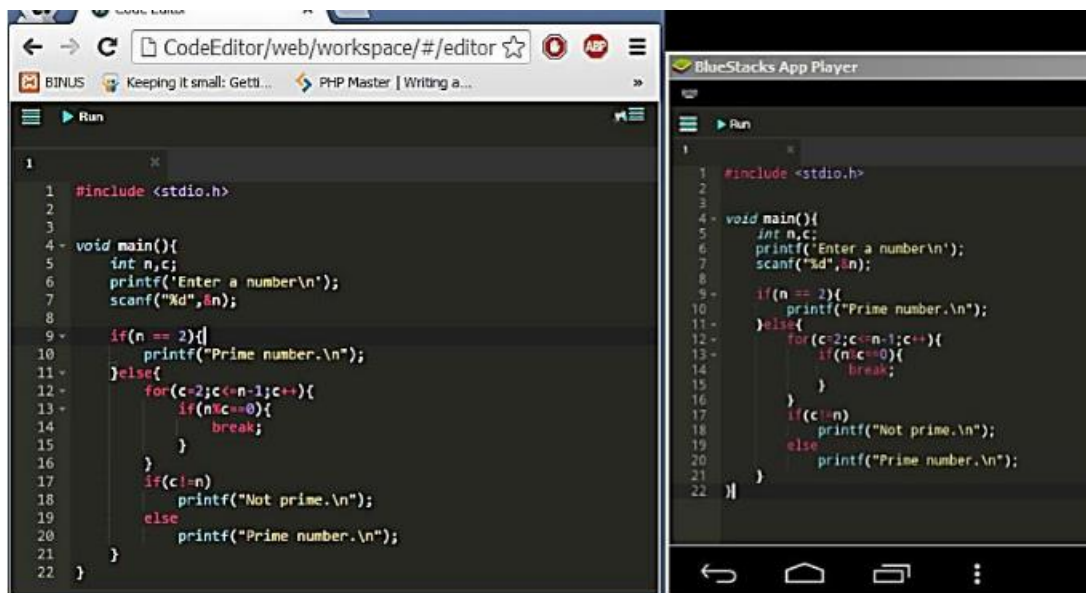 Code Editor
CodeEditor/web/workspace/#/editor
ABP
BINUS Keeping it small: Getti... PHP Master | Writing a... »
Run
1
1 #include <stdio.h>
2
3
4 void main(){
5 int n,c;
6 printf('Enter a number\n');
7 scanf("%d",&n);
8
9 if(n == 2){
10 printf("Prime number.\n");
11 }else{
12 for(c=2;c<=n-1;c++){
13 if(n%c==0){
14 break;
15 }
16 }
17 if(c!=n)
18 printf("Not prime.\n");
19 else
20 printf("Prime number.\n");
21 }
22 }
BlueStacks App Player
Run
1
1 #include <stdio.h>
2
3
4 void main(){
5 int n,c;
6 printf('Enter a number\n');
7 scanf("%d",&n);
8
9 if(n == 2){
10 printf("Prime number.\n");
11 }else{
12 for(c=2;c<=n-1;c++){
13 if(n%c==0){
14 break;
15 }
16 }
17 if(c!=n)
18 printf("Not prime.\n");
19 else
20 printf("Prime number.\n");
21 }
22 }